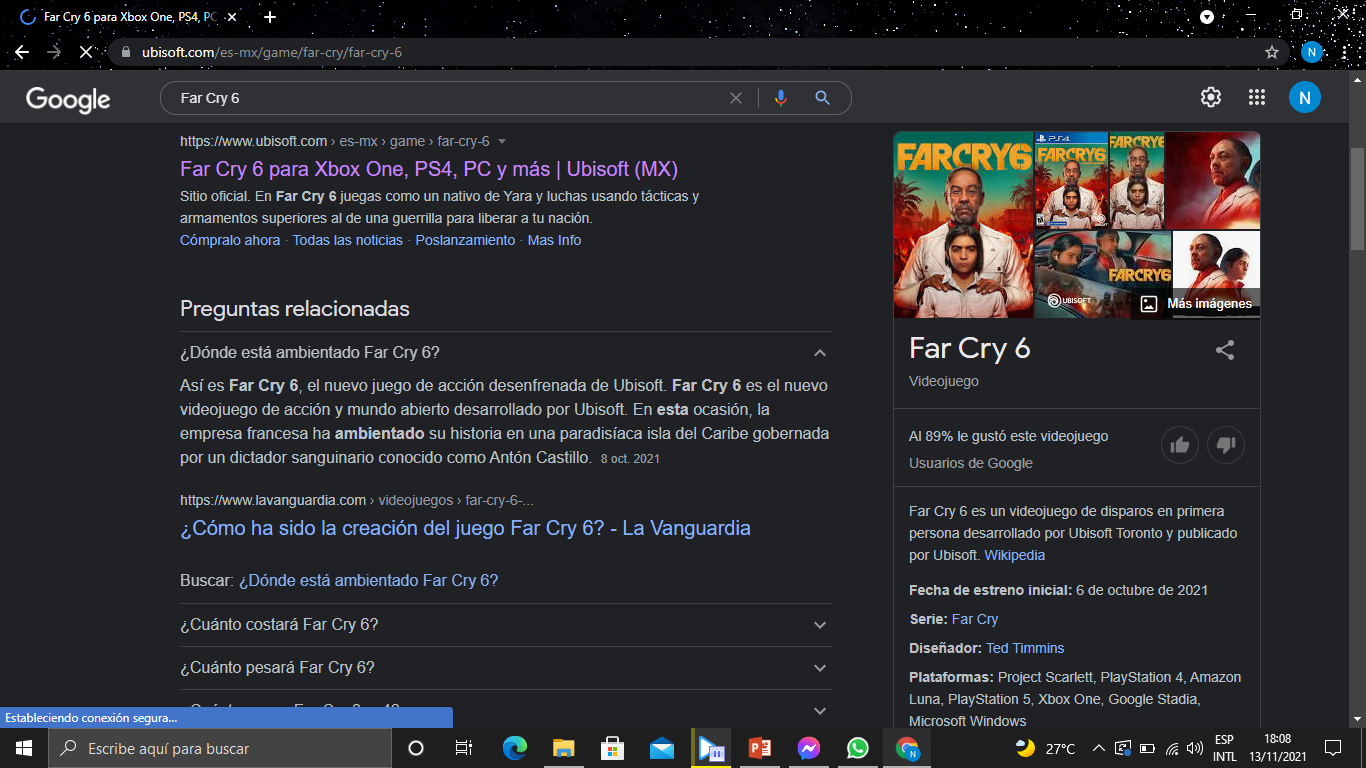 Far Cry 6 para Xbox One, PS4, PC
ubisoft.com/es-mx/game/far-cry/far-cry-6
N
Google
Far Cry 6
N
https://www.ubisoft.com › es-mx › game › far-cry-6
Far Cry 6 para Xbox One, PS4, PC y más | Ubisoft (MX)
Sitio oficial. En Far Cry 6 juegas como un nativo de Yara y luchas usando tácticas y
armamentos superiores al de una guerrilla para liberar a tu nación.
Cómpralo ahora · Todas las noticias · Poslanzamiento · Mas Info
Preguntas relacionadas
¿Dónde está ambientado Far Cry 6?
Así es Far Cry 6, el nuevo juego de acción desenfrenada de Ubisoft. Far Cry 6 es el nuevo
videojuego de acción y mundo abierto desarrollado por Ubisoft. En esta ocasión, la
empresa francesa ha ambientado su historia en una paradisíaca isla del Caribe gobernada
por un dictador sanguinario conocido como Antón Castillo. 8 oct. 2021
https://www.lavanguardia.com › videojuegos › far-cry-6-...
¿Cómo ha sido la creación del juego Far Cry 6? - La Vanguardia
Buscar: ¿Dónde está ambientado Far Cry 6?
¿Cuánto costará Far Cry 6?
¿Cuánto pesará Far Cry 6?
FARCRY6
PS4
FARCRY6
FARCRY6
FARCRY6
UBISOFT
Más imágenes
Far Cry 6
Videojuego
Al 89% le gustó este videojuego
Usuarios de Google
Far Cry 6 es un videojuego de disparos en primera
persona desarrollado por Ubisoft Toronto y publicado
por Ubisoft. Wikipedia
Fecha de estreno inicial: 6 de octubre de 2021
Serie: Far Cry
Diseñador: Ted Timmins
Plataformas: Project Scarlett, PlayStation 4, Amazon
Luna, PlayStation 5, Xbox One, Google Stadia,
Microsoft Windows
Estableciendo conexión segura...
Escribe aquí para buscar
N
27°C
ESP
INTL
18:08
13/11/2021